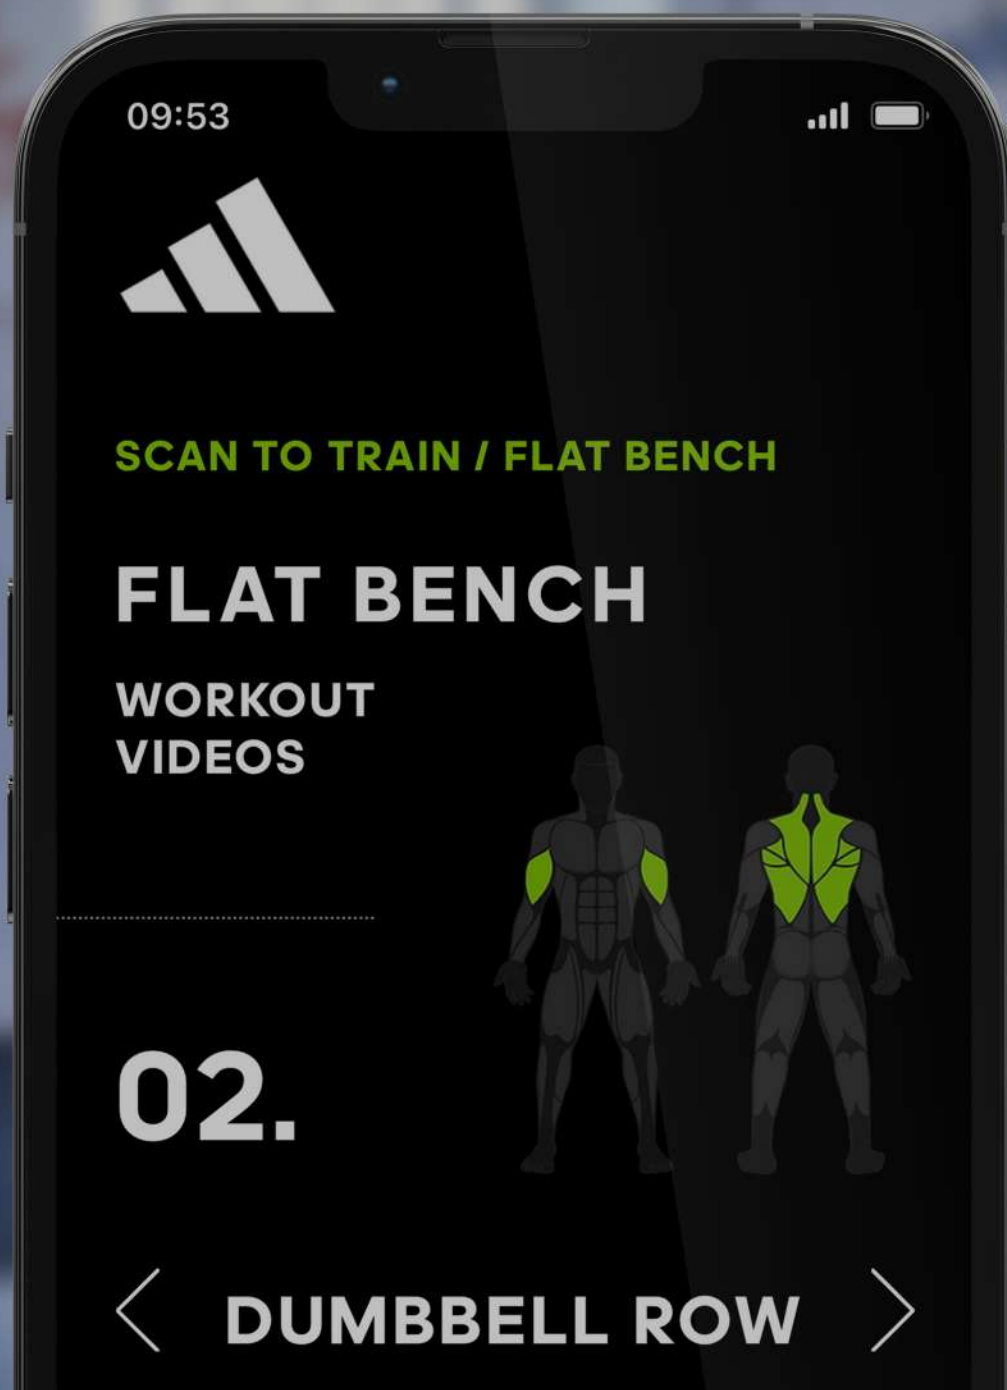 09:53
SCAN TO TRAIN / FLAT BENCH
FLAT BENCH
WORKOUT
VIDEOS
02.
DUMBBELL ROW